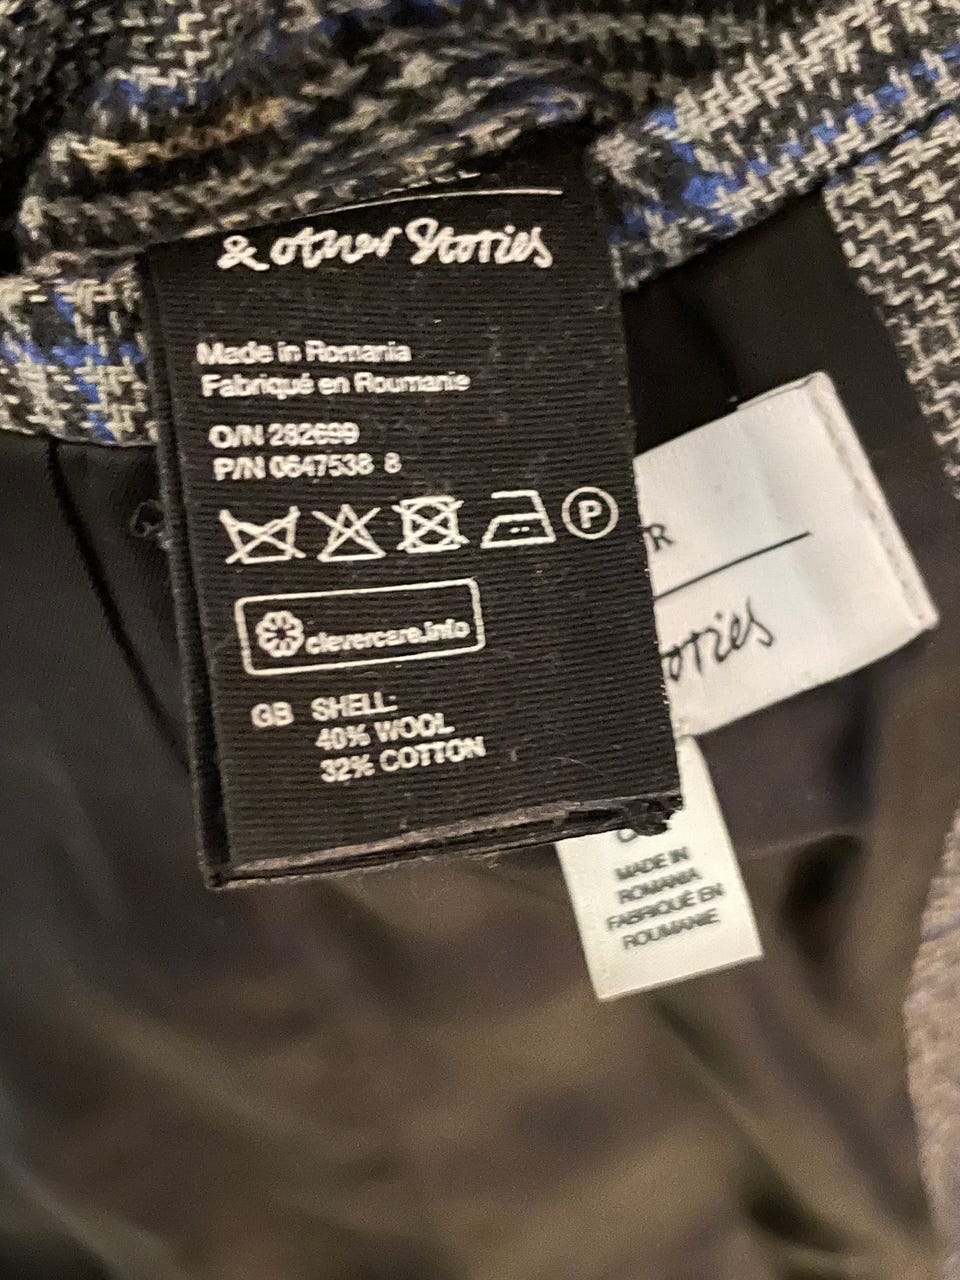 & other Stories
Made in Romania
Fabriqué en Roumanie
O/N 282699
P/N 0647538 8
P
clevercare.info
GB SHELL:
40% WOOL
32% COTTON
R
ories
MADE IN
ROMANIA
FABRIQUÉ EN
ROUMANIE